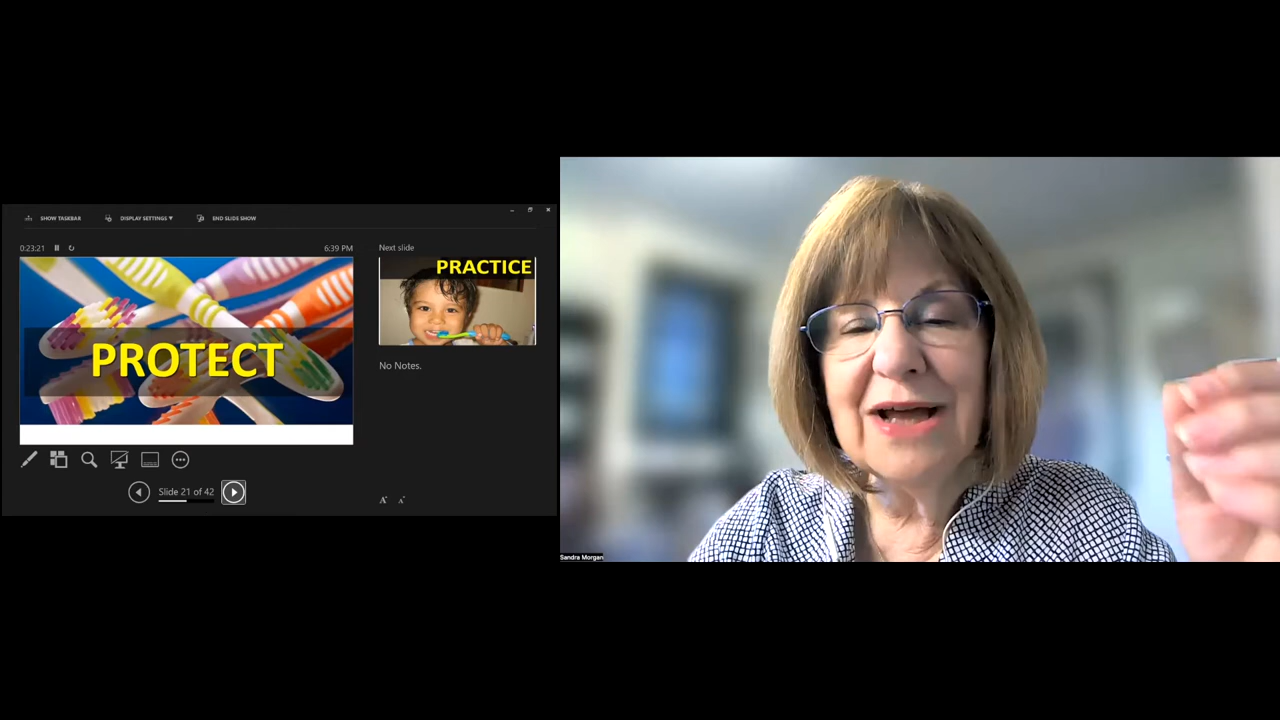 SHOW TASKBAR DISPLAY SETTINGS ▼ END SLIDE SHOW
0:23:21 6:39 PM
PROTECT
Slide 21 of 42
Next slide
PRACTICE
No Notes.
A A
Sandra Morgan